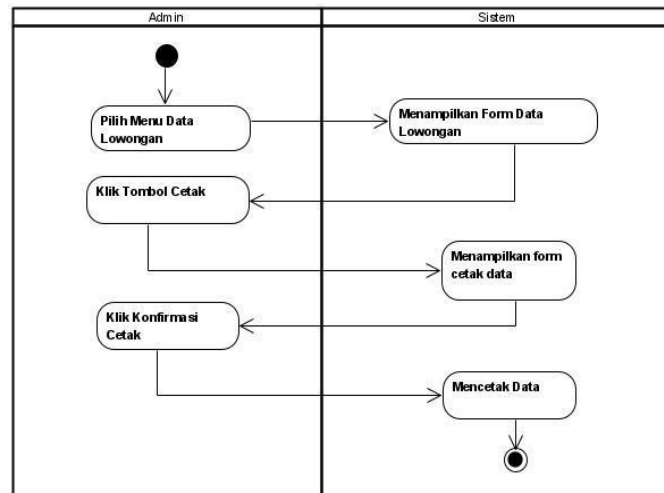 Admin
Sistem
Pilih Menu Data
Lowongan
Menampilkan Form Data
Lowongan
Klik Tombol Cetak
Menampilkan form
cetak data
Klik Konfirmasi
Cetak
Mencetak Data